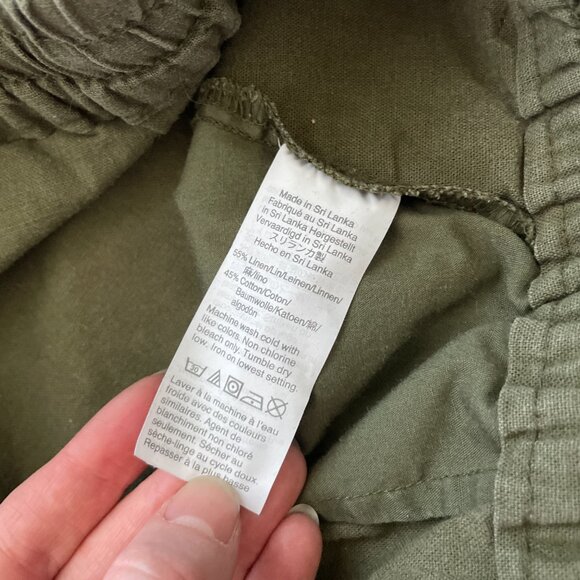 Made in Sri Lanka
Fabriqué au Sri Lanka
In Sri Lanka Hergestellt
Vervaardigd in Sri Lanka
スリランカ製
Hecho en Sri Lanka
55% Linen/Lin/Leinen/Linnen/
麻/lino
45% Cotton/Coton/
Baumwolle/Katoen/綿/
algodón
Machine wash cold with
like colors. Non chlorine
bleach only. Tumble dry
low. Iron on lowest setting.
30
Laver à la machine à l'eau
froide avec des couleurs
similaires. Agent de
blanchiment non chloré
seulement. Sécher au
sèche-linge au cycle doux.
Repasser à la plus basse